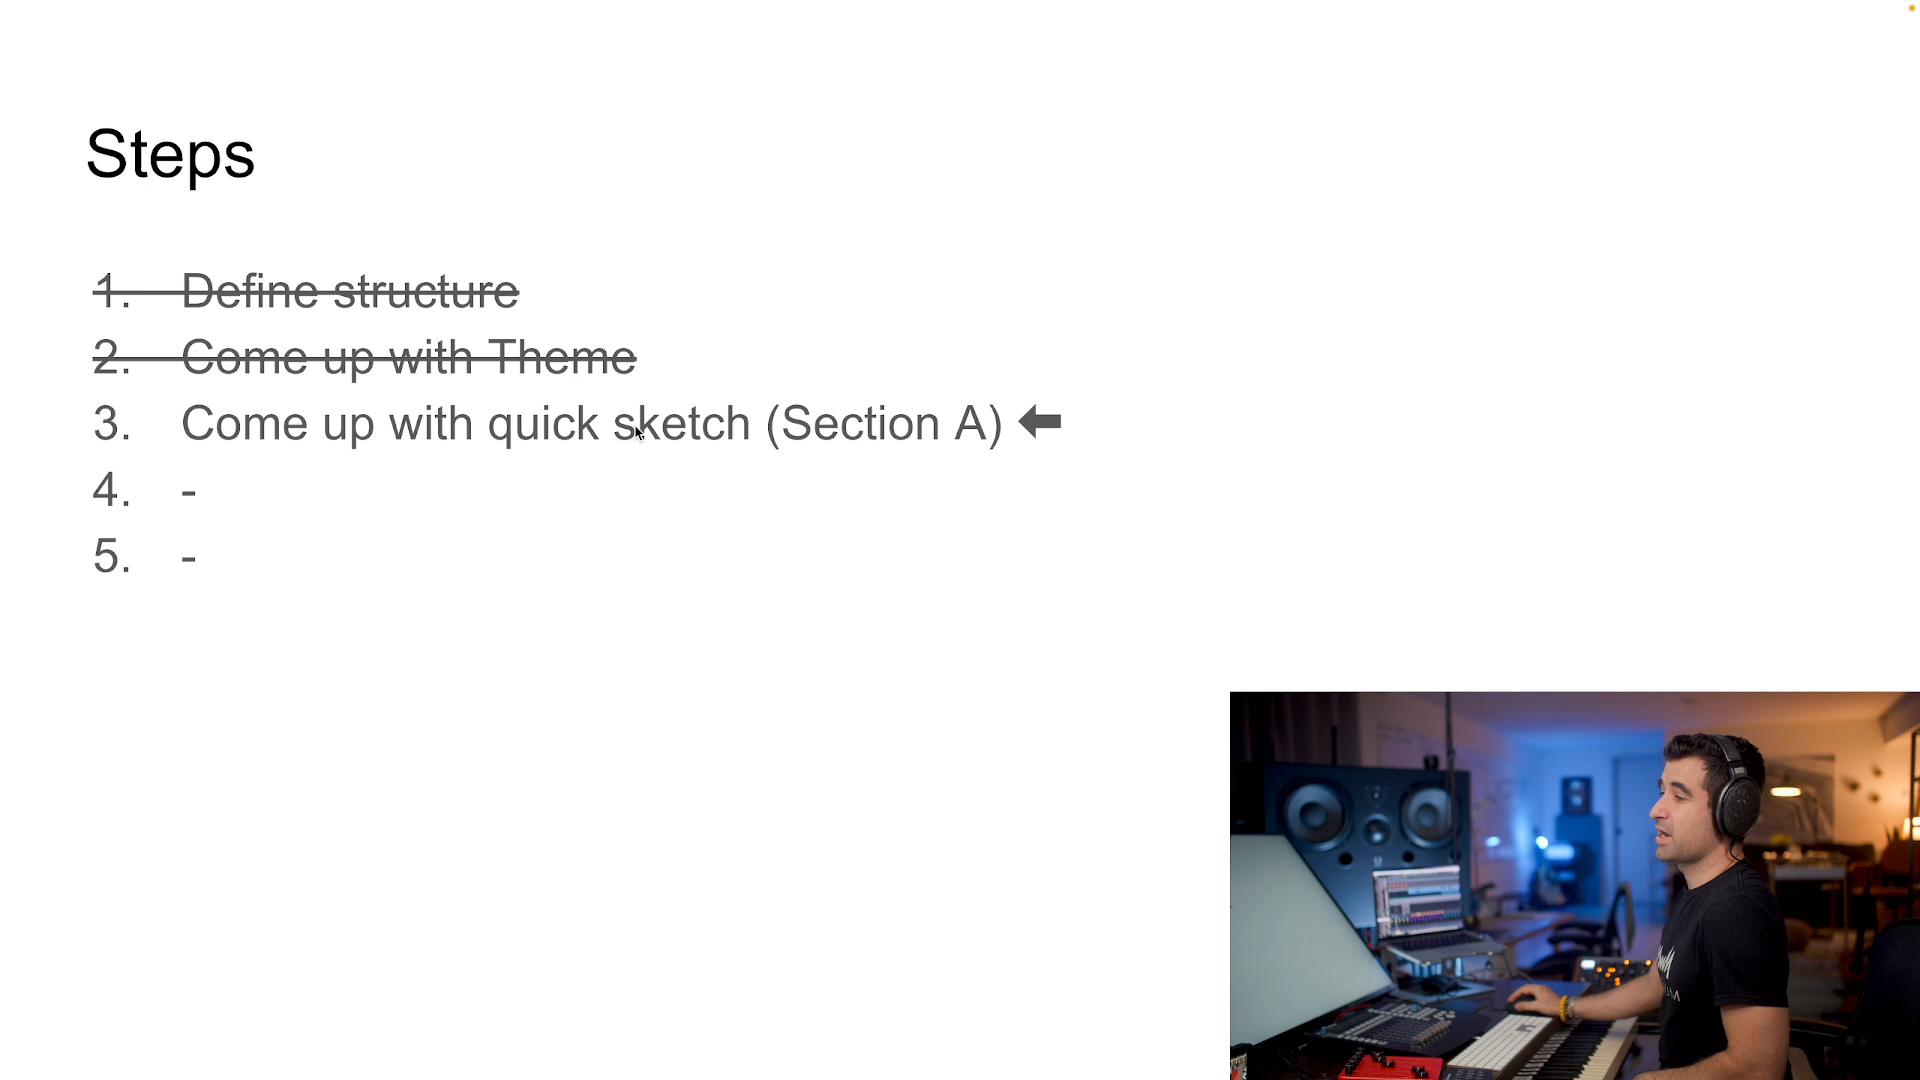 Steps
1. Define structure
2. Come up with Theme
3. Come up with quick sketch (Section A) ⬅
4. -
5. -